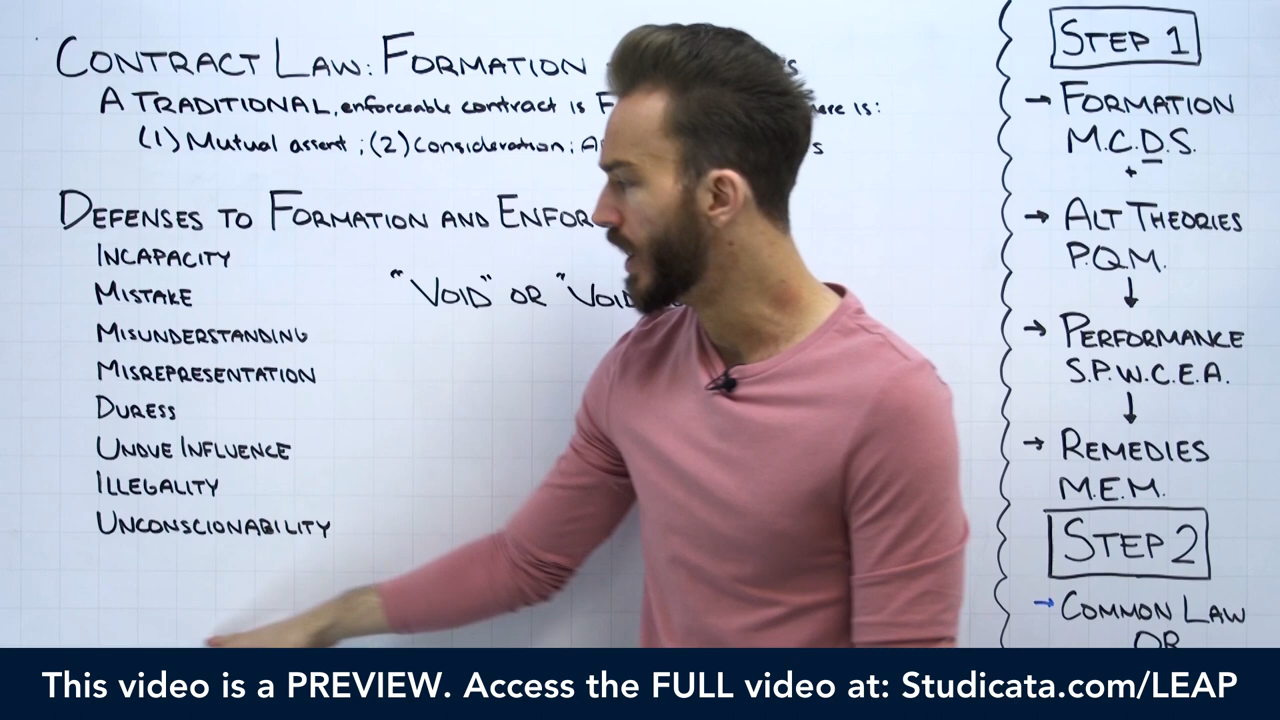 CONTRACT LAW: FORMATION
A TRADITIONAL, enforceable contract is
(1) Mutual assent; (2) Consideration;
DEFENSES TO FORMATION AND
INCAPACITY
MISTAKE
"VOID" OR
MISUNDERSTANDING
MISREPRESENTATION
DURESS
UNDUE INFLUENCE
ILLEGALITY
UNCONSCIONABILITY
is:
STEP 1
→ FORMATION
M.C.D.S.
+
→ ALT THEORIES
P.Q.M.
↓
→ PERFORMANCE
S.P.W.C.E.A.
↓
→ REMEDIES
M.E.M.
STEP 2
→ COMMON LAW
OR
This video is a PREVIEW. Access the FULL video at: Studicata.com/LEAP